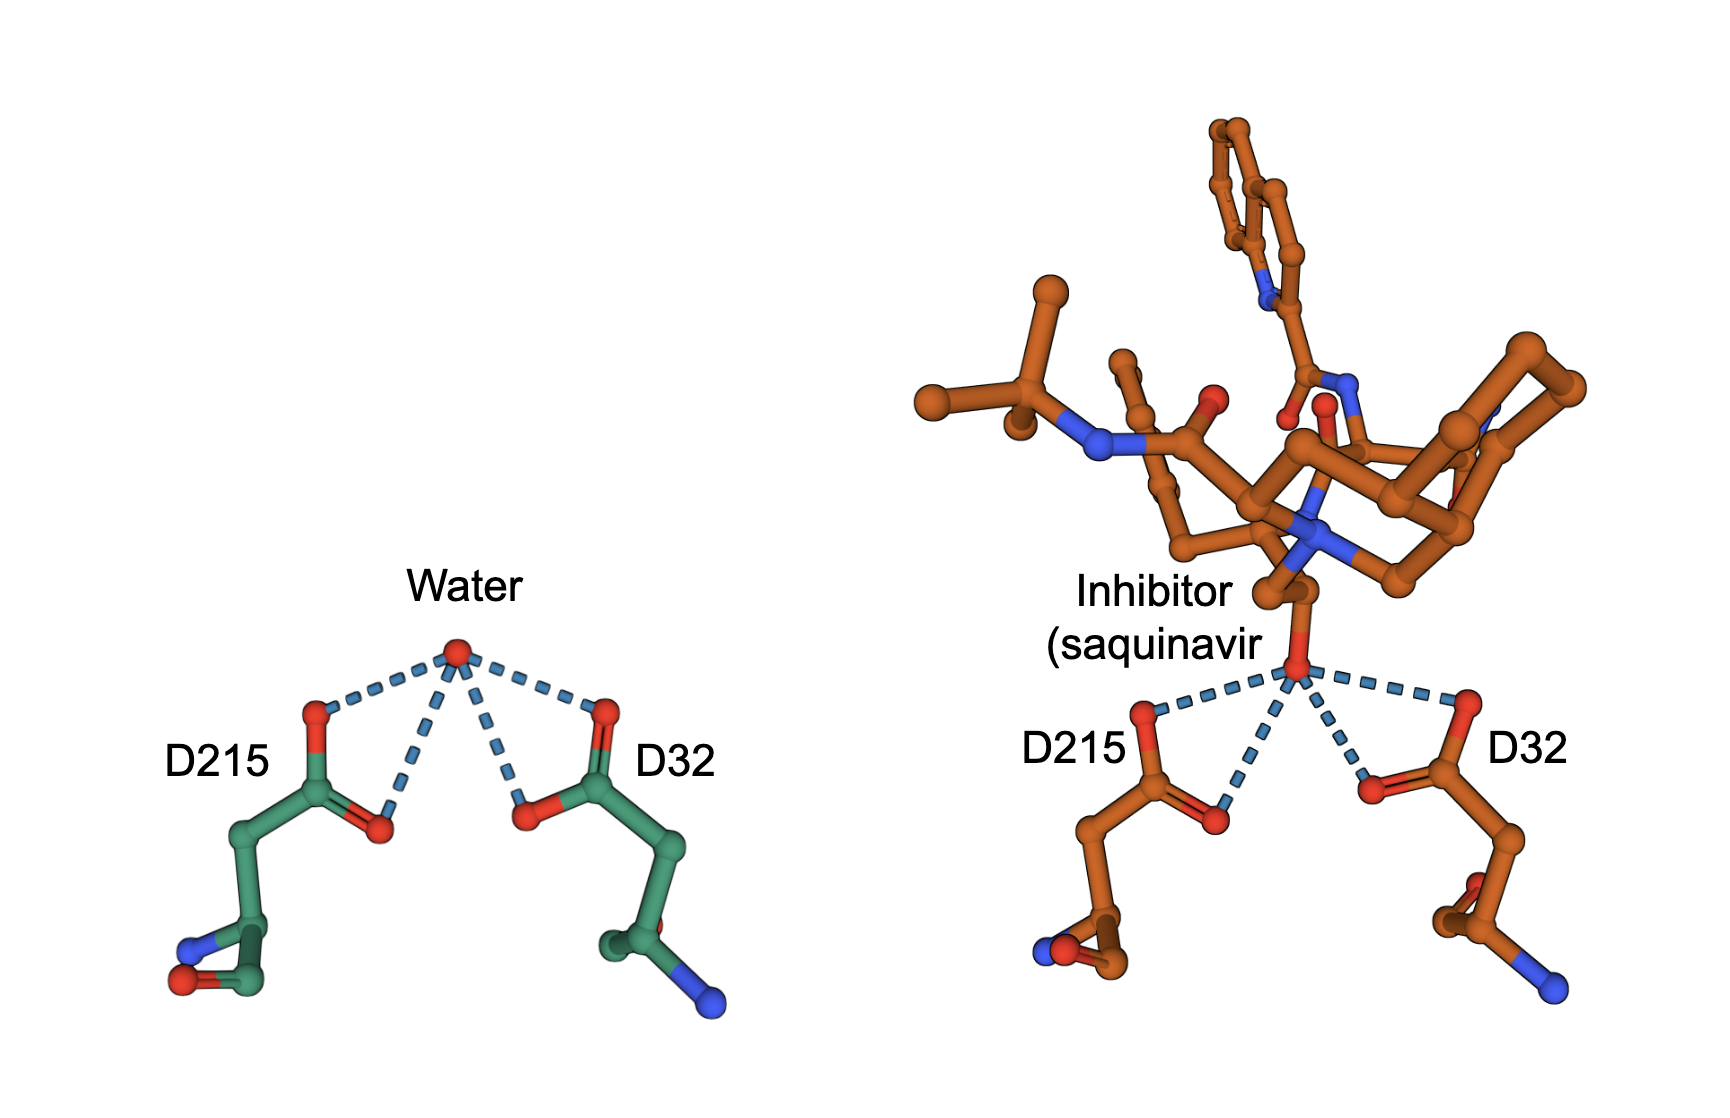 Water
D215
D32
Inhibitor
(saquinavir
D215
D32